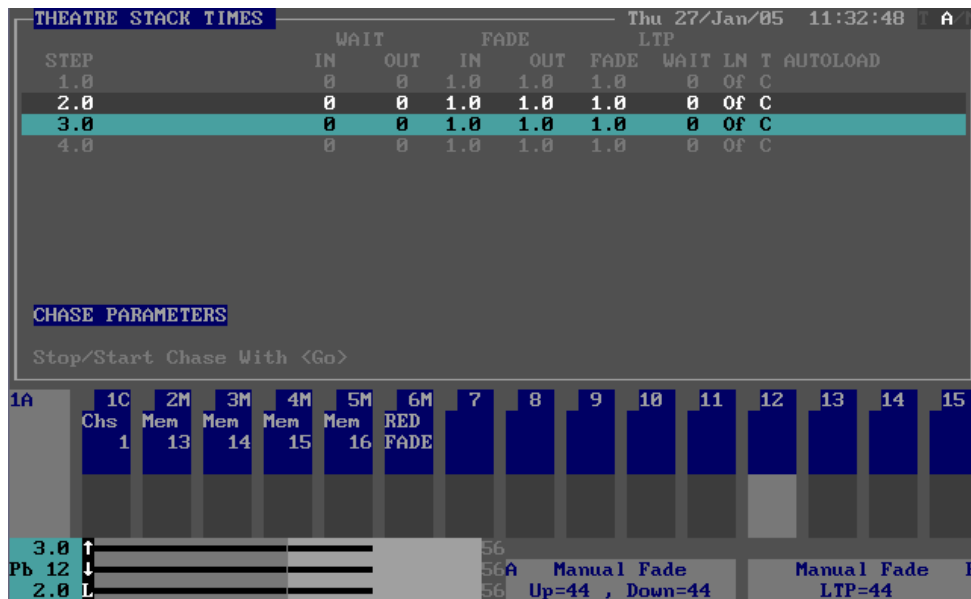 THEATRE STACK TIMES Thu 27/Jan/05 11:32:48 T A
WAIT FADE LTP
STEP IN OUT IN OUT FADE WAIT LN T AUTOLOAD
1.0 0 0 1.0 1.0 1.0 0 Of C
2.0 0 0 1.0 1.0 1.0 0 Of C
3.0 0 0 1.0 1.0 1.0 0 Of C
4.0 0 0 1.0 1.0 1.0 0 Of C
CHASE PARAMETERS
Stop/Start Chase With <Go>
1A 1C 2M 3M 4M 5M 6M 7 8 9 10 11 12 13 14 15
Chs Mem Mem Mem Mem RED
1 13 14 15 16 FADE
3.0 ↑ 56
Pb 12 ↓ 56 A Manual Fade Manual Fade
2.0 L 56 Up=44 , Down=44 LTP=44